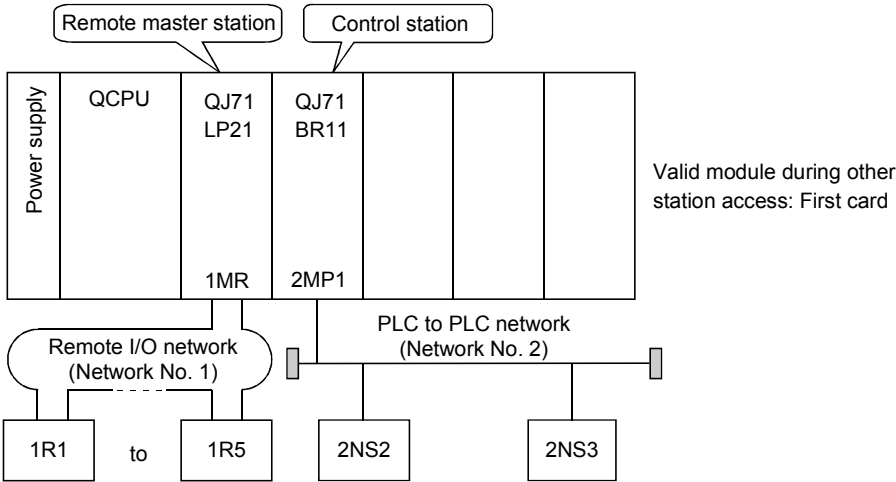 Remote master station
Control station
Power supply
QCPU
QJ71
LP21
QJ71
BR11
Valid module during other
station access: First card
1MR
2MP1
Remote I/O network
(Network No. 1)
PLC to PLC network
(Network No. 2)
1R1
to
1R5
2NS2
2NS3